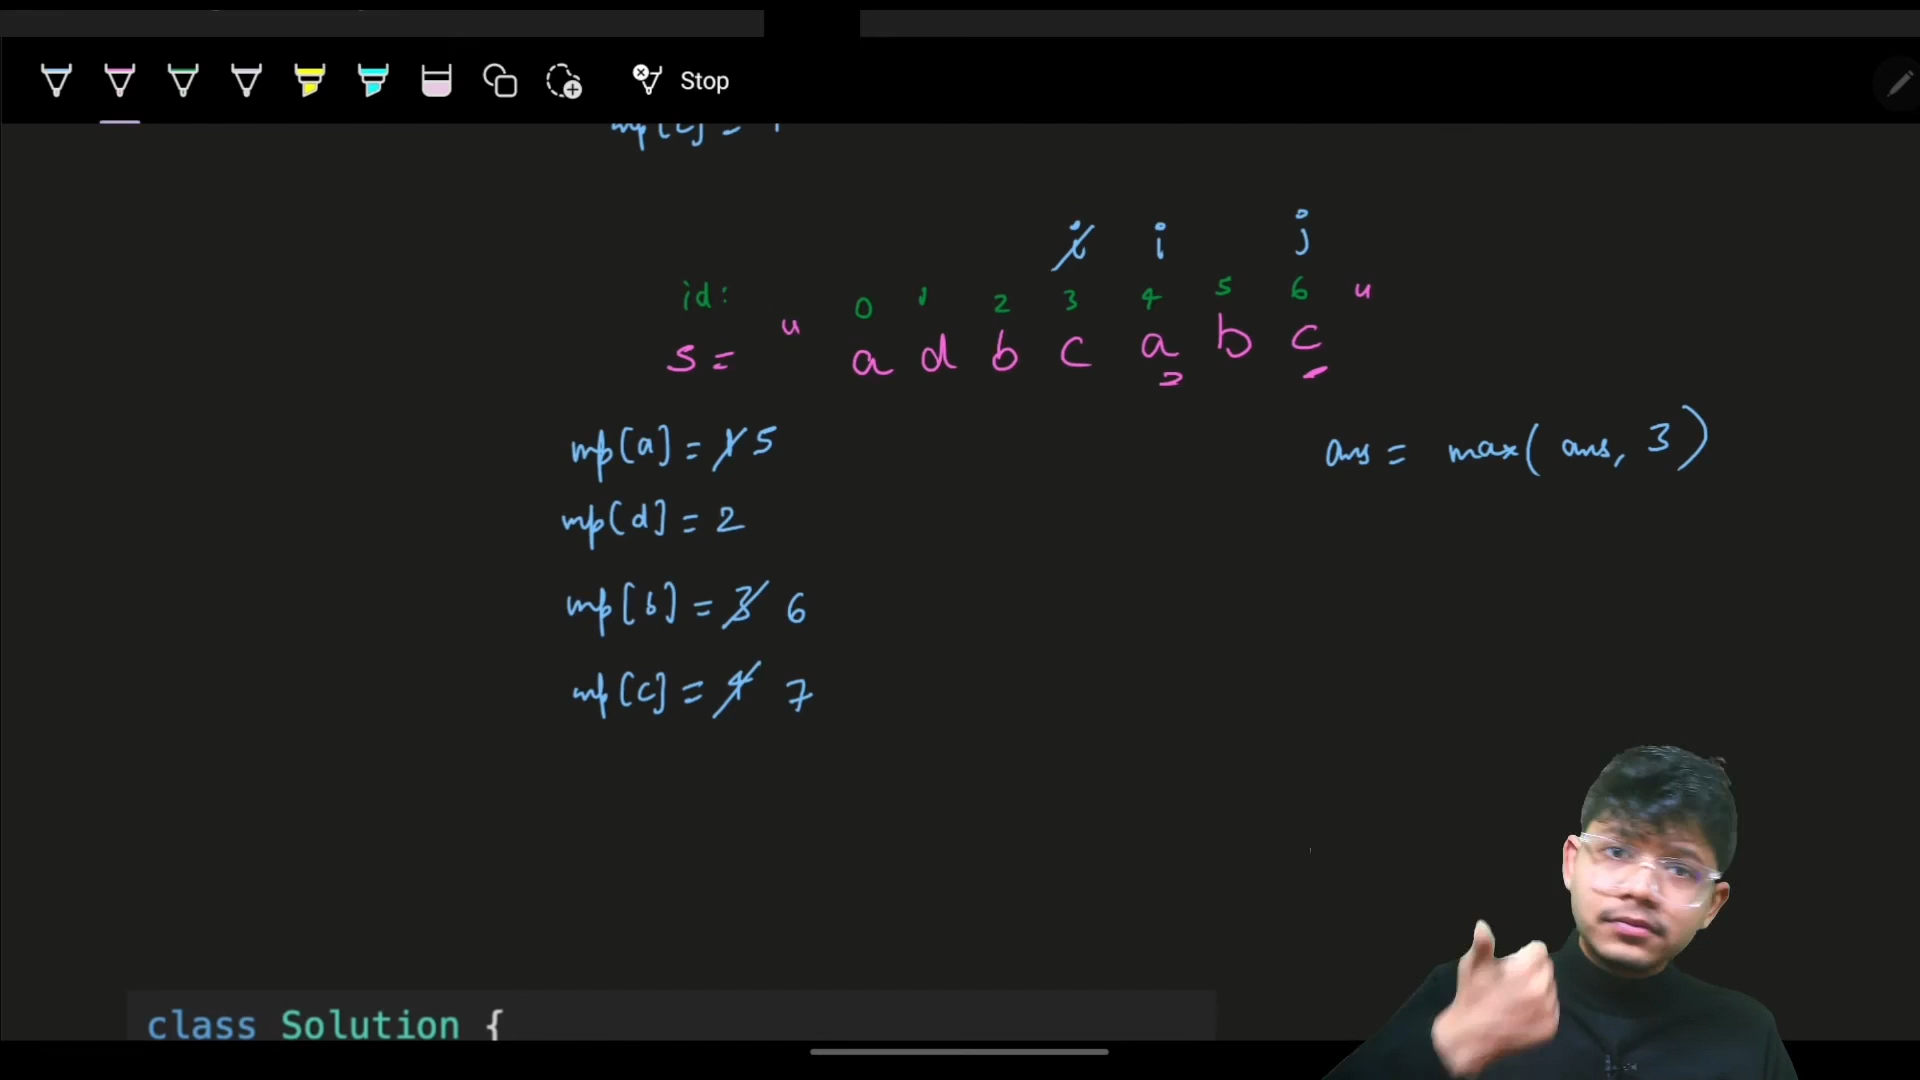 Stop
i i j
id: 0 1 2 3 4 5 6
s = " a d b c a b c "
mp[a] = 1 5
ans = max( ans, 3 )
mp[d] = 2
mp[b] = 3 6
mp[c] = 4 7
class Solution {